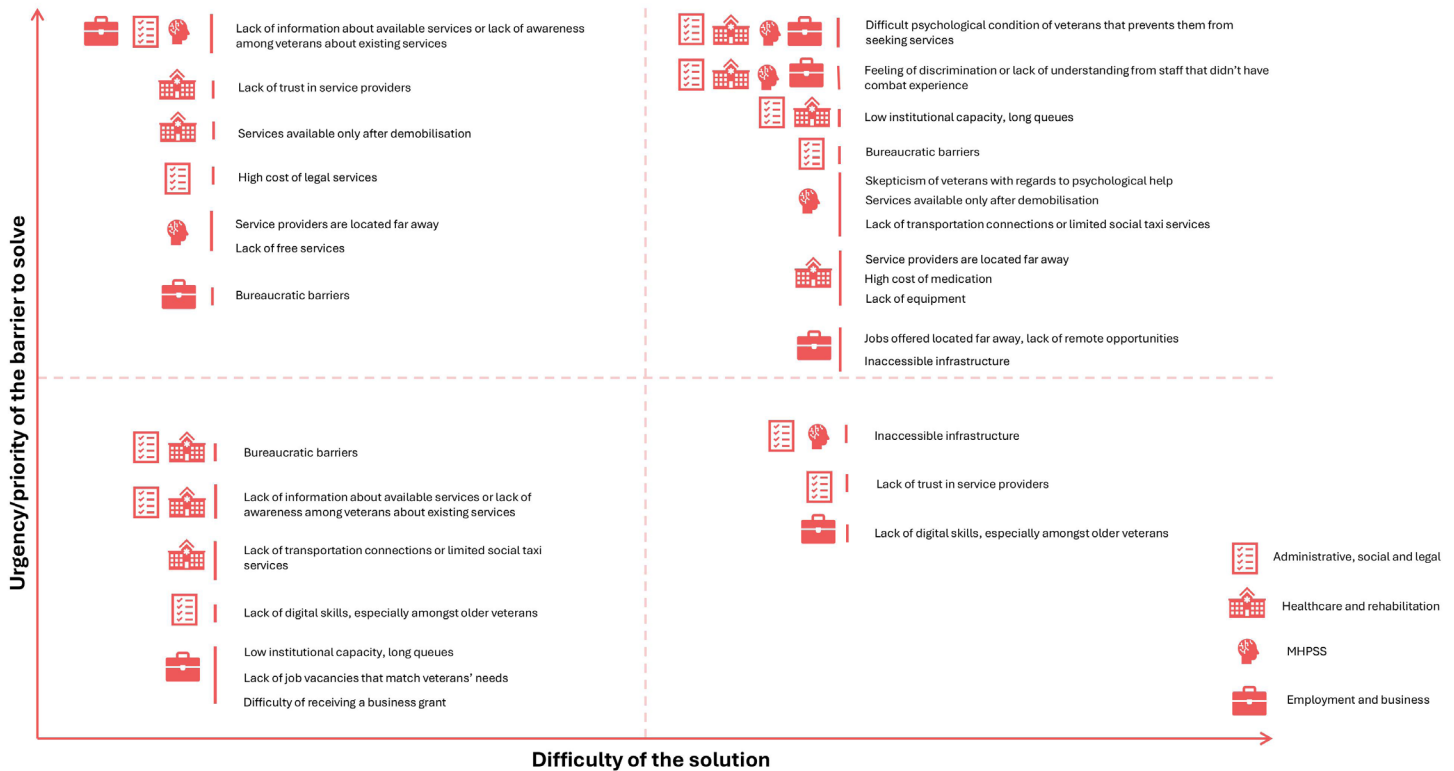 Urgency/priority of the barrier to solve
Lack of information about available services or lack of awareness
among veterans about existing services
Lack of trust in service providers
Services available only after demobilisation
High cost of legal services
Service providers are located far away
Lack of free services
Bureaucratic barriers
Difficult psychological condition of veterans that prevents them from
seeking services
Feeling of discrimination or lack of understanding from staff that didn't have
combat experience
Low institutional capacity, long queues
Bureaucratic barriers
Skepticism of veterans with regards to psychological help
Services available only after demobilisation
Lack of transportation connections or limited social taxi services
Service providers are located far away
High cost of medication
Lack of equipment
Jobs offered located far away, lack of remote opportunities
Inaccessible infrastructure
Bureaucratic barriers
Lack of information about available services or lack of
awareness among veterans about existing services
Lack of transportation connections or limited social taxi
services
Lack of digital skills, especially amongst older veterans
Low institutional capacity, long queues
Lack of job vacancies that match veterans' needs
Difficulty of receiving a business grant
Inaccessible infrastructure
Lack of trust in service providers
Lack of digital skills, especially amongst older veterans
Administrative, social and legal
Healthcare and rehabilitation
MHPSS
Employment and business
Difficulty of the solution